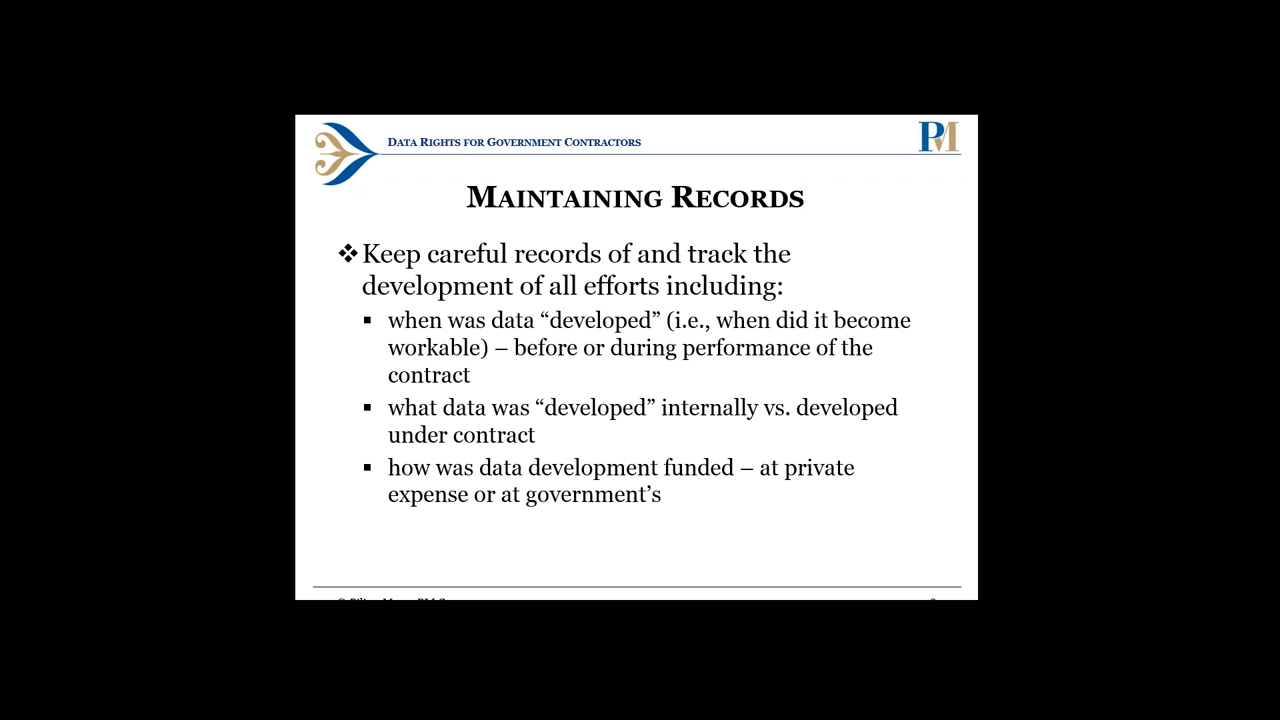 DATA RIGHTS FOR GOVERNMENT CONTRACTORS
PM
MAINTAINING RECORDS
❖Keep careful records of and track the
development of all efforts including:
▪ when was data “developed” (i.e., when did it become
workable) – before or during performance of the
contract
▪ what data was “developed” internally vs. developed
under contract
▪ how was data development funded – at private
expense or at government’s